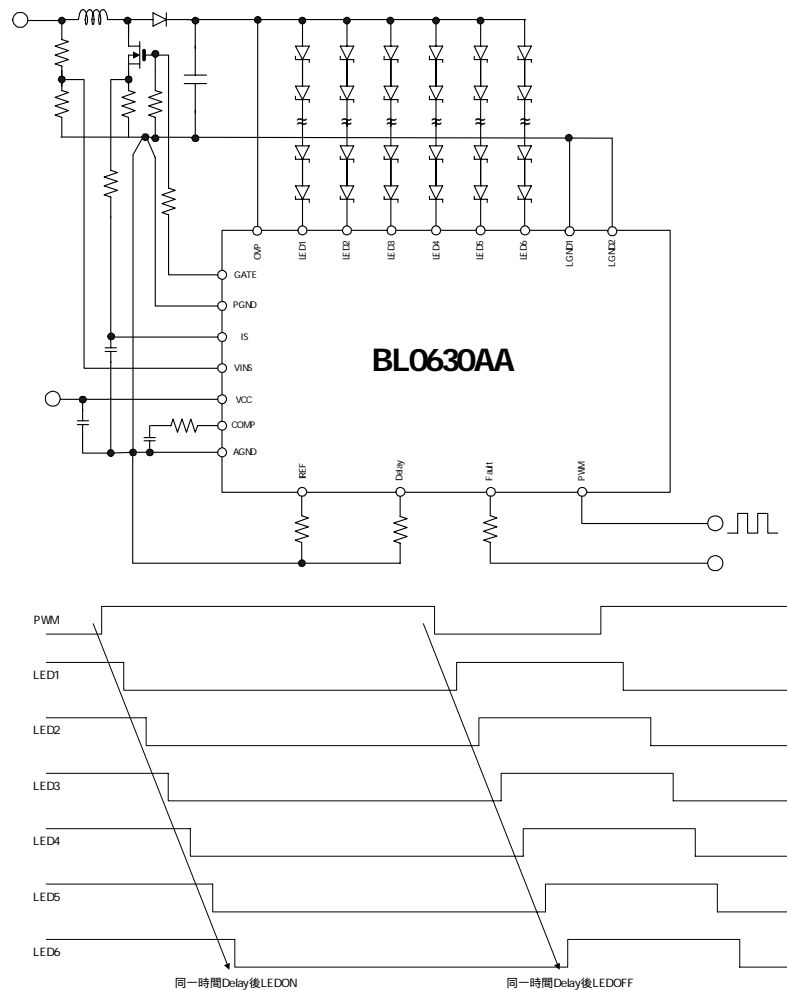 OVP
LED1
LED2
LED3
LED4
LED5
LED6
LGND1
LGND2
GATE
PGND
IS
VINS
VCC
COMP
AGND
BL0630AA
IREF
Delay
Fault
PWM
PWM
LED1
LED2
LED3
LED4
LED5
LED6
同一時間Delay後LEDON
同一時間Delay後LEDOFF